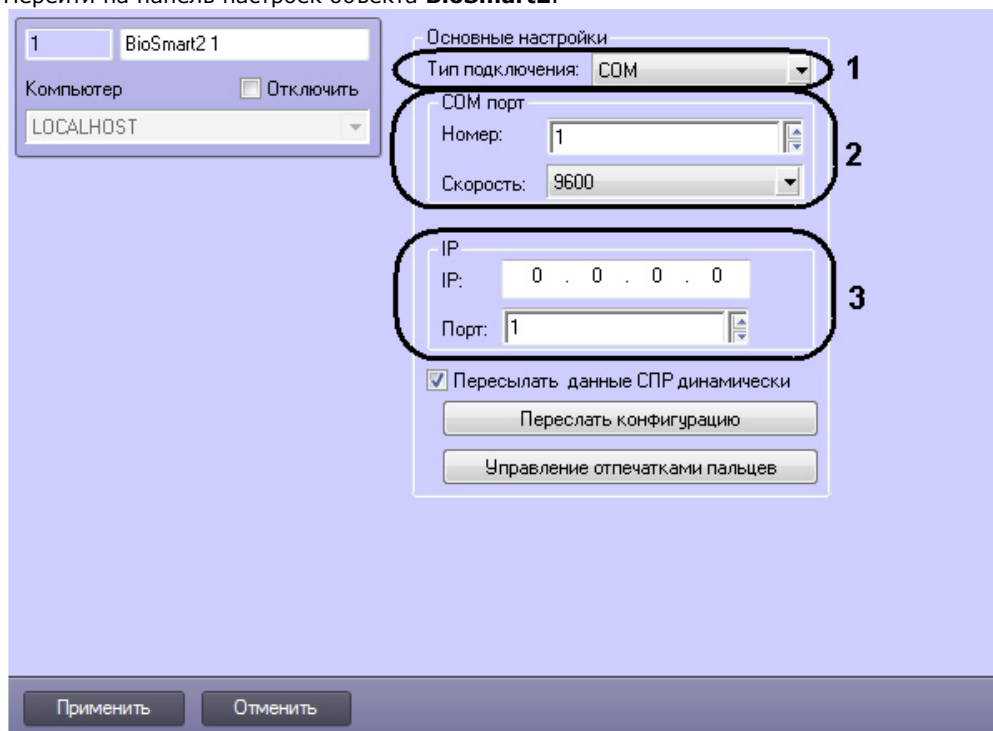 Перейти на панель настроек объекта BioSmart2.
1 BioSmart2 1
Компьютер Отключить
LOCALHOST
Основные настройки
Тип подключения: COM 1
COM порт
Номер: 1
Скорость: 9600
2
IP
IP: 0 . 0 . 0 . 0
Порт: 1
3
Пересылать данные СПР динамически
Переслать конфигурацию
Управление отпечатками пальцев
Применить Отменить